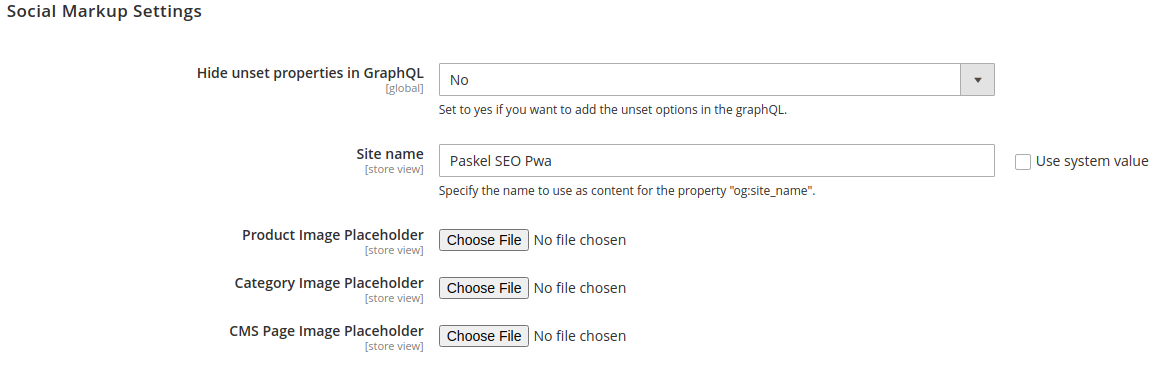 Social Markup Settings
Hide unset properties in GraphQL
[global]
No
Set to yes if you want to add the unset options in the graphQL.
Site name
[store view]
Paskel SEO Pwa
Use system value
Specify the name to use as content for the property "og:site_name".
Product Image Placeholder
[store view]
Choose File No file chosen
Category Image Placeholder
[store view]
Choose File No file chosen
CMS Page Image Placeholder
[store view]
Choose File No file chosen